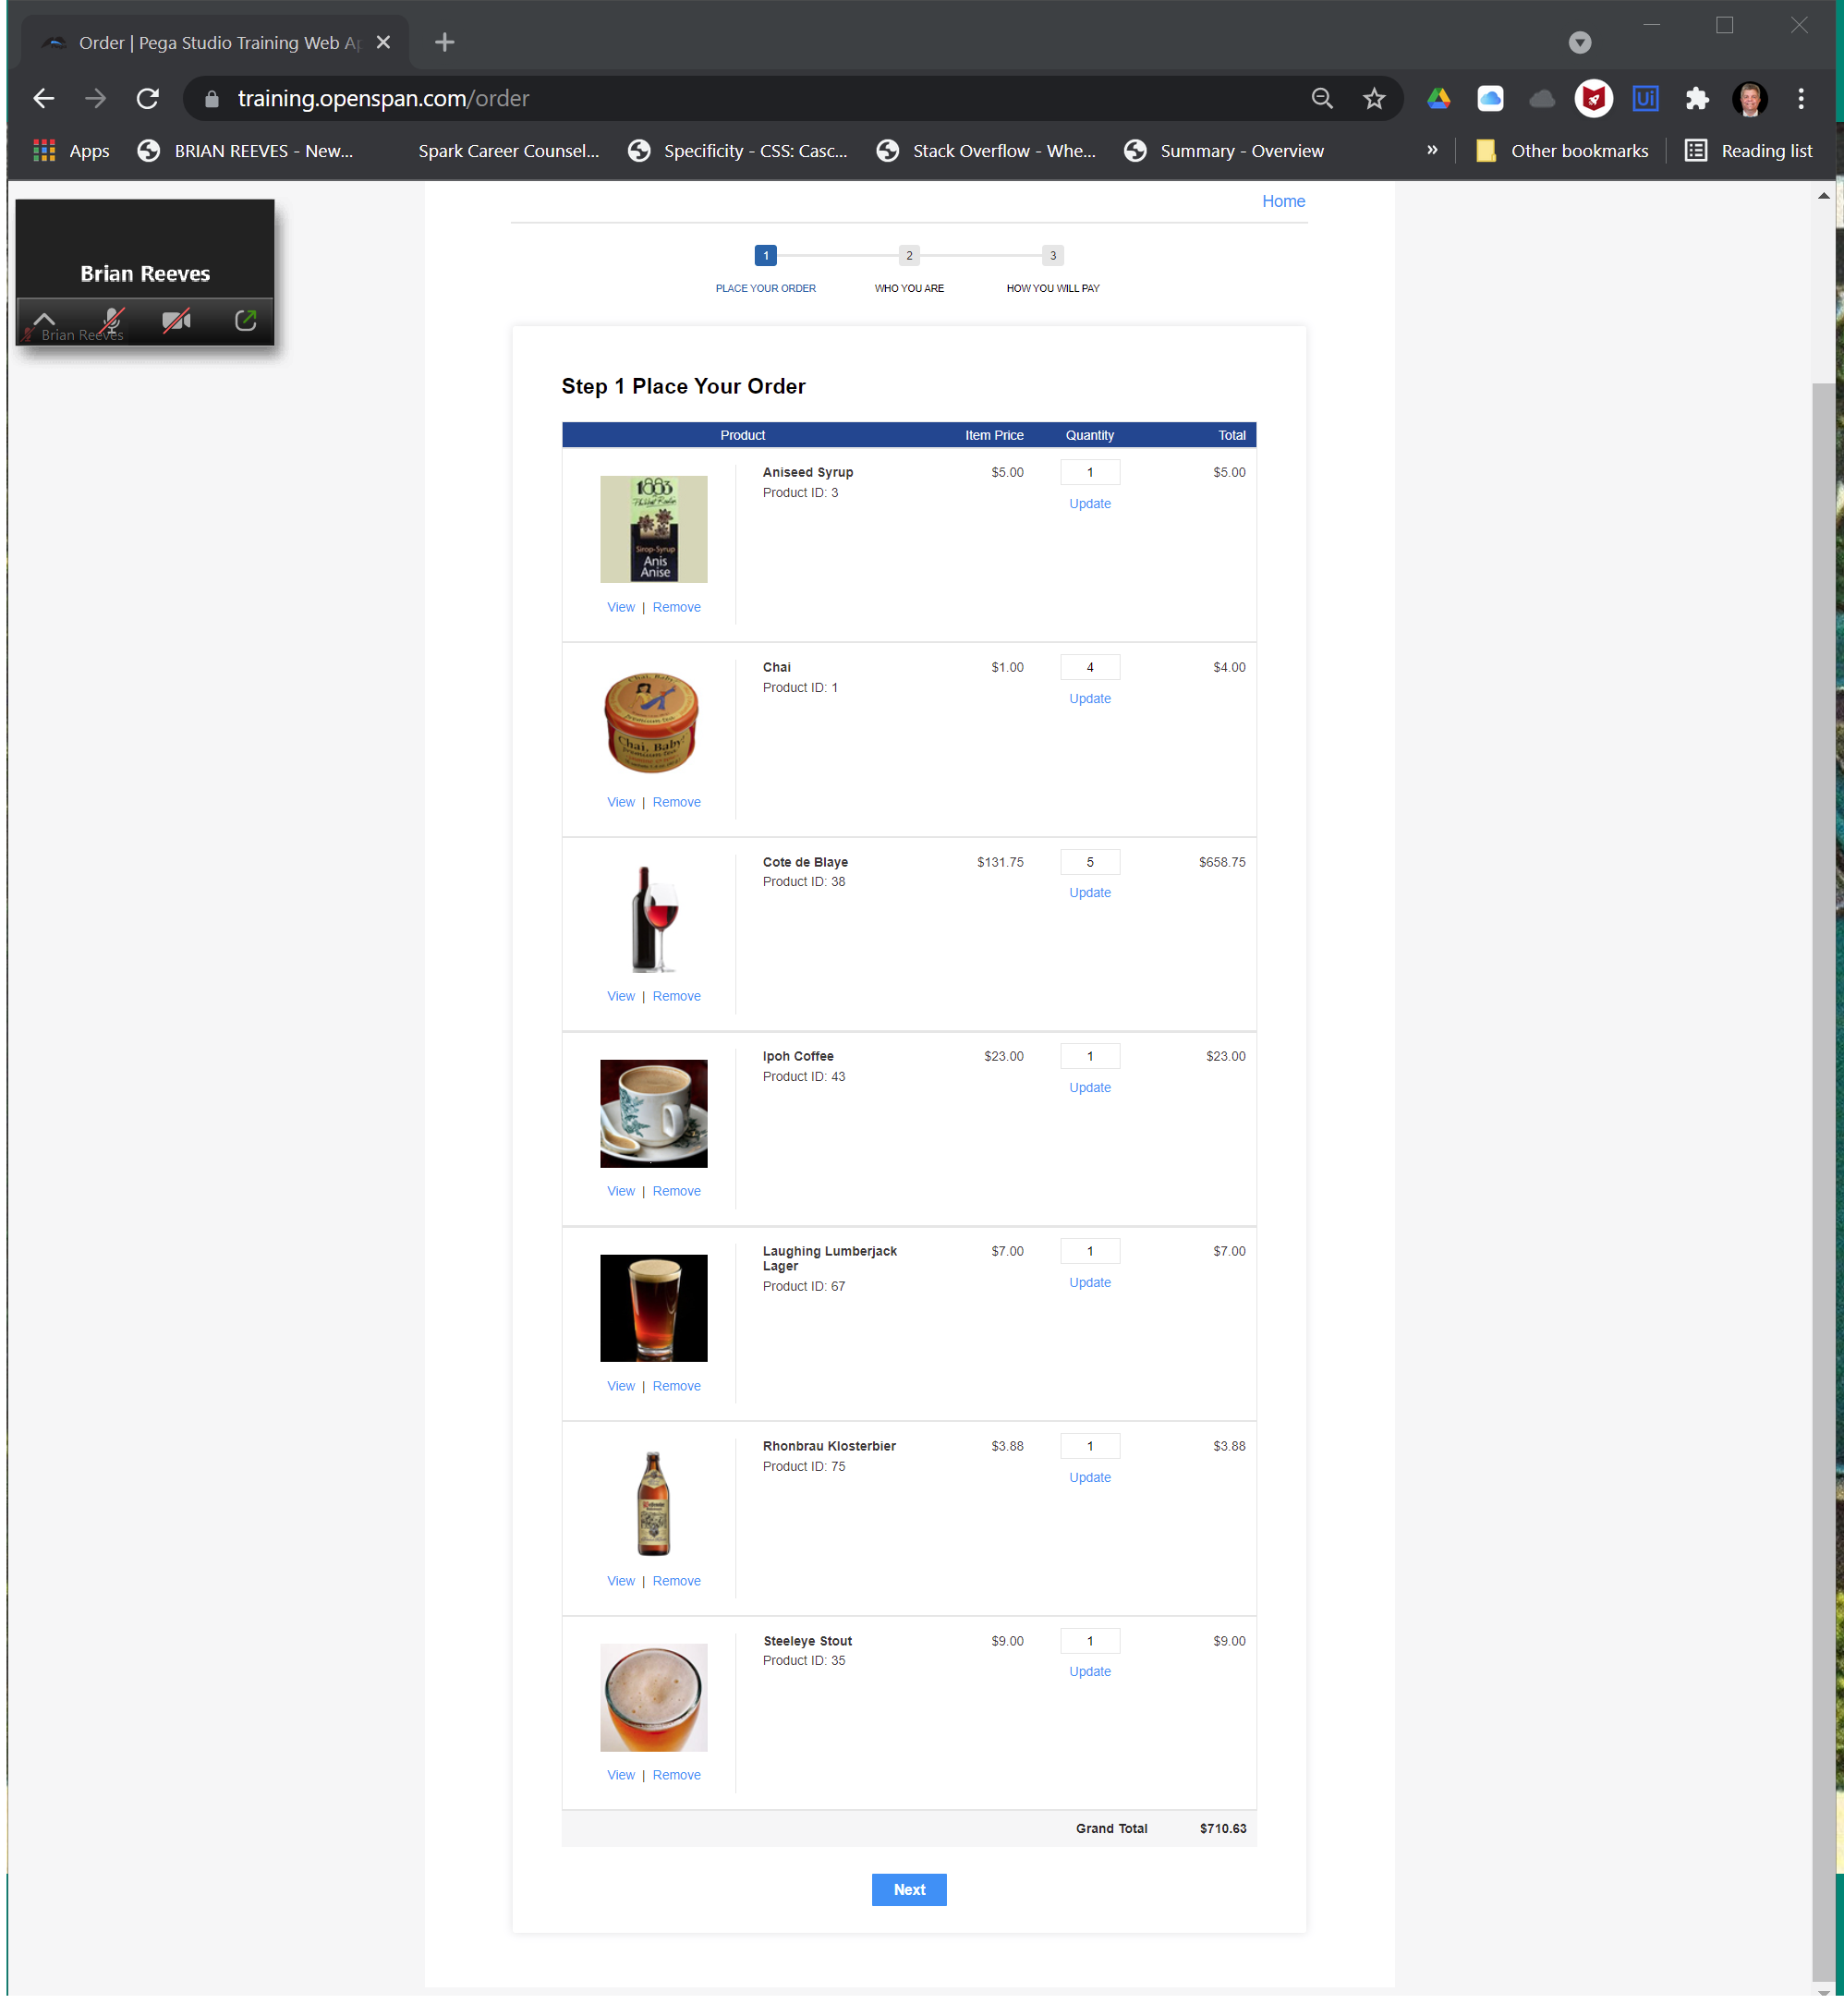 Order | Pega Studio Training Web Ap
training.openspan.com/order
Ui
Apps BRIAN REEVES - New... Spark Career Counsel... Specificity - CSS: Casc... Stack Overflow - Whe... Summary - Overview » Other bookmarks Reading list
Brian Reeves
Brian Reeves
Home
1 2 3
PLACE YOUR ORDER WHO YOU ARE HOW YOU WILL PAY
Step 1 Place Your Order
Product Item Price Quantity Total
Aniseed Syrup $5.00 1 $5.00
Product ID: 3
Update
1883
Sirop-Syrup
Anis
Anise
View | Remove
Chai $1.00 4 $4.00
Product ID: 1
Update
Chai, Baby!
View | Remove
Cote de Blaye $131.75 5 $658.75
Product ID: 38
Update
View | Remove
Ipoh Coffee $23.00 1 $23.00
Product ID: 43
Update
View | Remove
Laughing Lumberjack $7.00 1 $7.00
Lager
Product ID: 67
Update
View | Remove
Rhonbrau Klosterbier $3.88 1 $3.88
Product ID: 75
Update
View | Remove
Steeleye Stout $9.00 1 $9.00
Product ID: 35
Update
View | Remove
Grand Total $710.63
Next